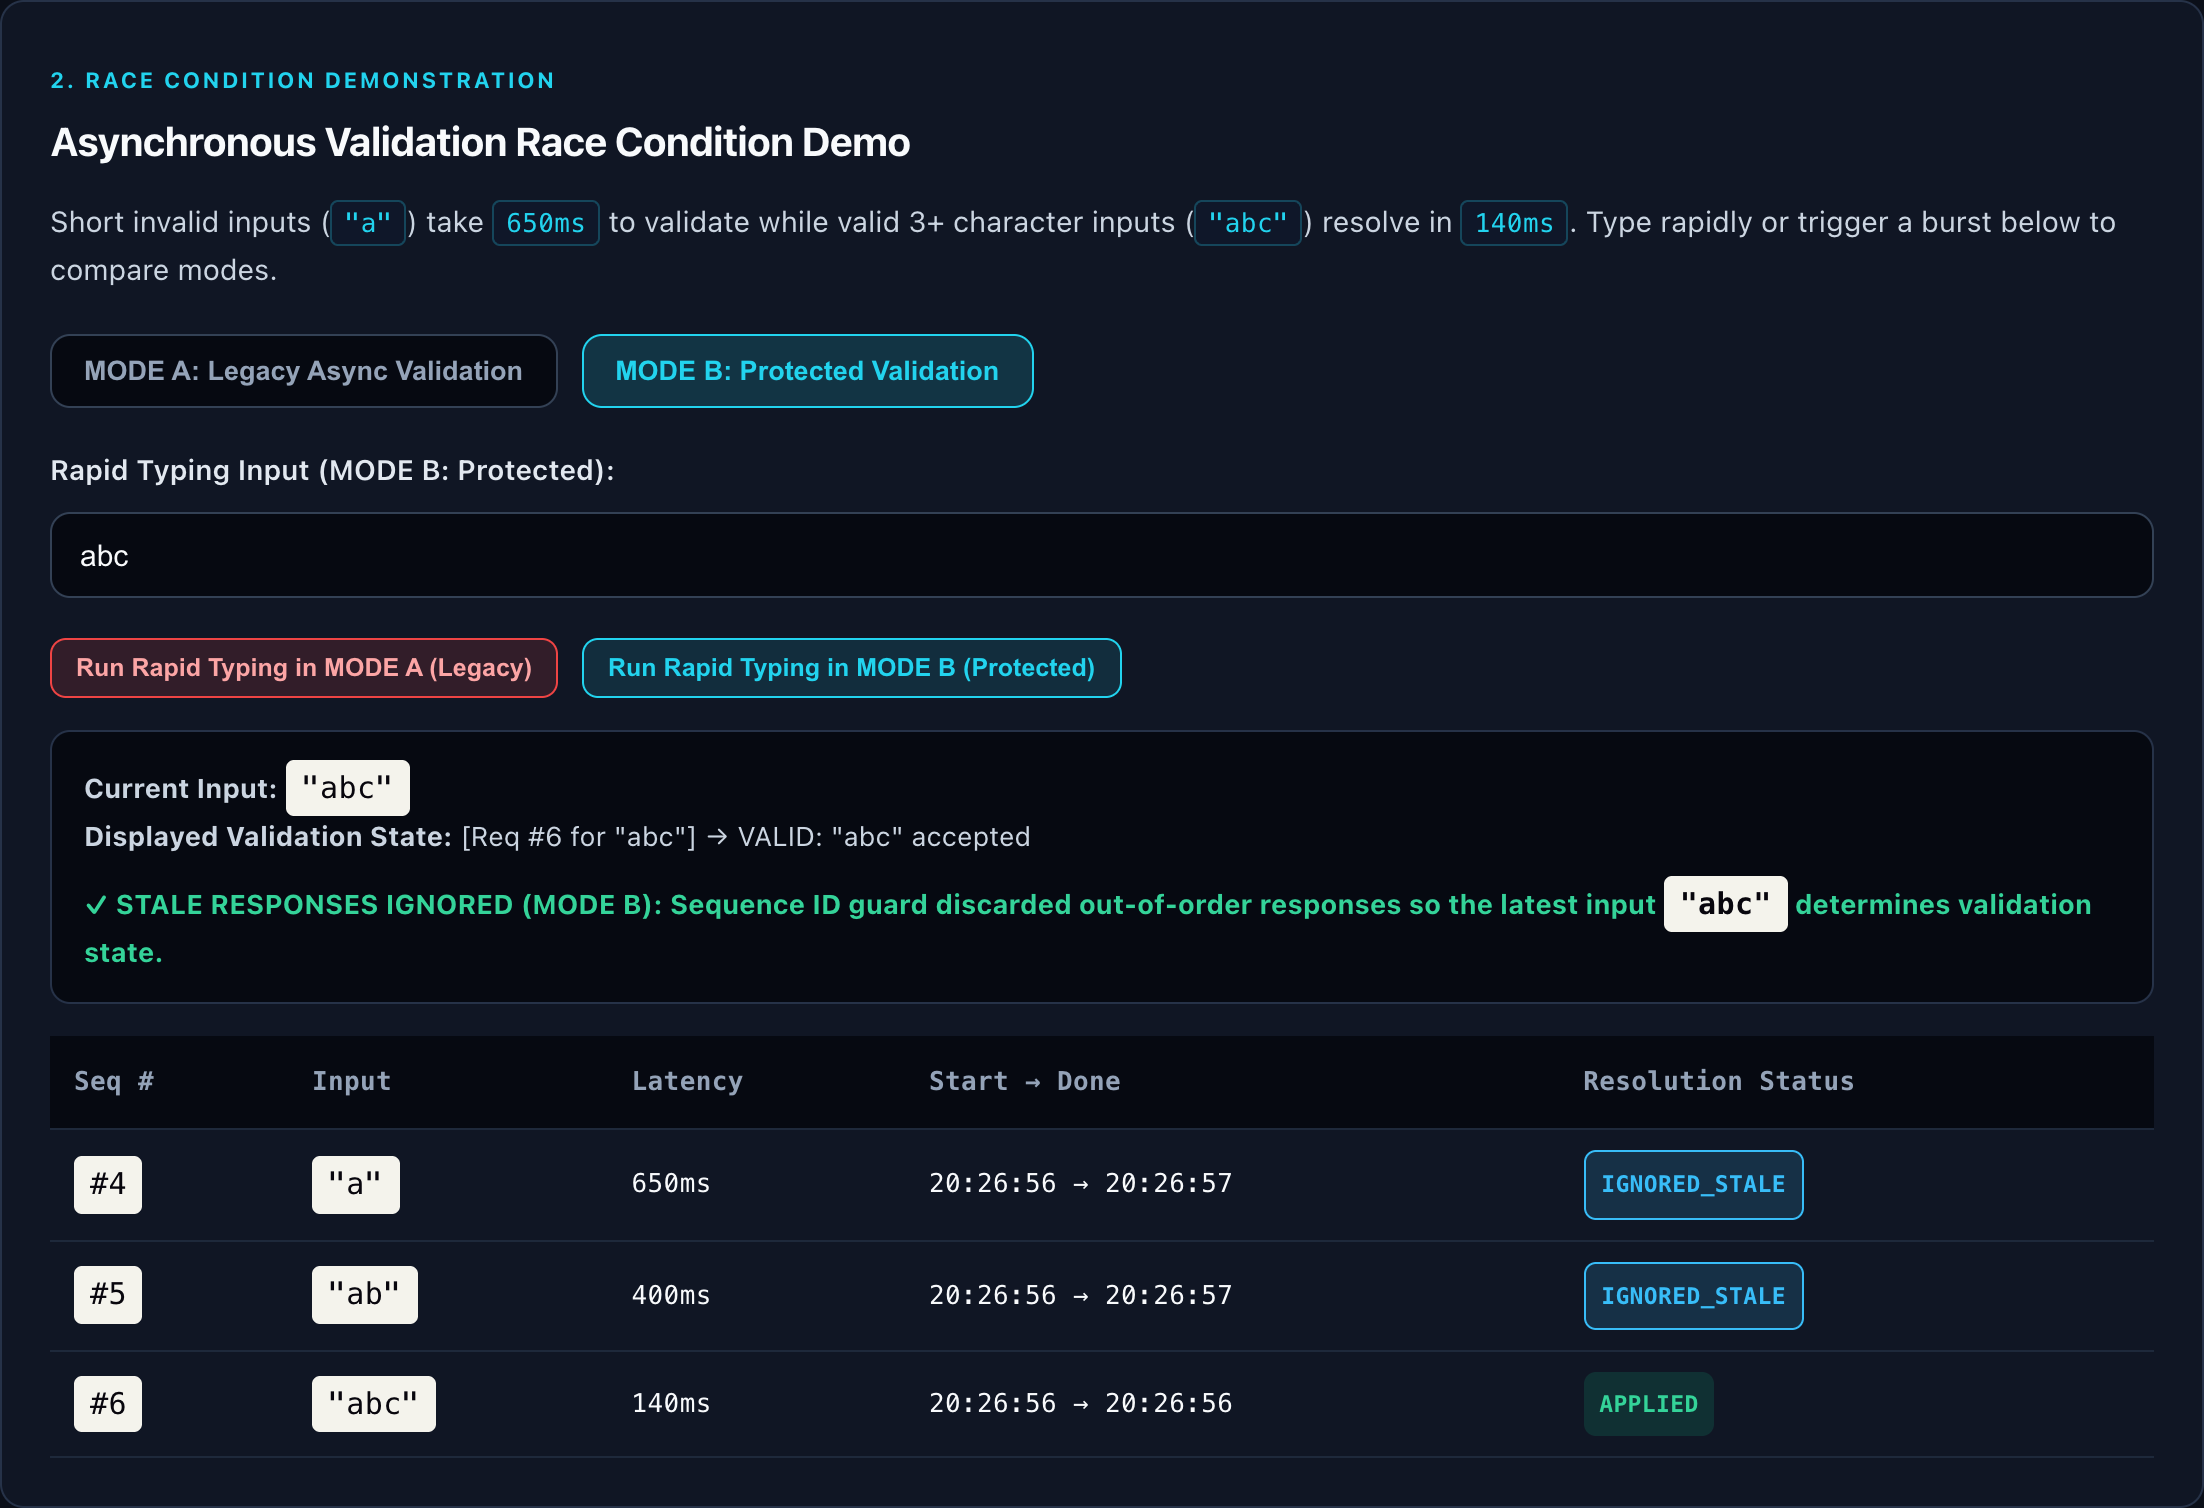 2. RACE CONDITION DEMONSTRATION
Asynchronous Validation Race Condition Demo
Short invalid inputs ("a") take 650ms to validate while valid 3+ character inputs ("abc") resolve in 140ms. Type rapidly or trigger a burst below to
compare modes.
MODE A: Legacy Async Validation MODE B: Protected Validation
Rapid Typing Input (MODE B: Protected):
abc
Run Rapid Typing in MODE A (Legacy) Run Rapid Typing in MODE B (Protected)
Current Input: "abc"
Displayed Validation State: [Req #6 for "abc"] → VALID: "abc" accepted
✓ STALE RESPONSES IGNORED (MODE B): Sequence ID guard discarded out-of-order responses so the latest input "abc" determines validation
state.
Seq # Input Latency Start → Done Resolution Status
#4 "a" 650ms 20:26:56 → 20:26:57 IGNORED_STALE
#5 "ab" 400ms 20:26:56 → 20:26:57 IGNORED_STALE
#6 "abc" 140ms 20:26:56 → 20:26:56 APPLIED